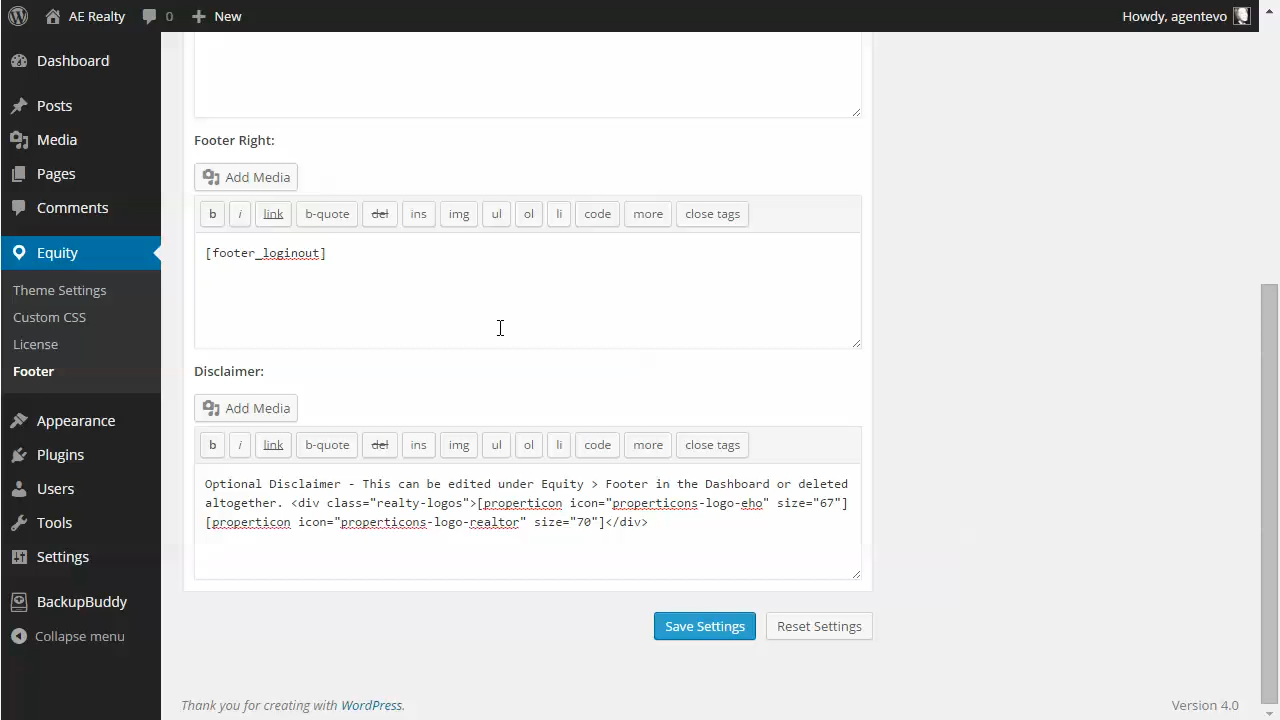 AE Realty 0 New Howdy, agentevo
Dashboard
Posts
Media
Pages
Comments
Equity
Theme Settings
Custom CSS
License
Footer
Appearance
Plugins
Users
Tools
Settings
BackupBuddy
Collapse menu
Footer Right:
Add Media
b i link b-quote del ins img ul ol li code more close tags
[footer_loginout]
Disclaimer:
Add Media
b i link b-quote del ins img ul ol li code more close tags
Optional Disclaimer - This can be edited under Equity > Footer in the Dashboard or deleted
altogether. <div class="realty-logos">[properticon icon="properticons-logo-eho" size="67"]
[properticon icon="properticons-logo-realtor" size="70"]</div>
Save Settings Reset Settings
Thank you for creating with WordPress. Version 4.0